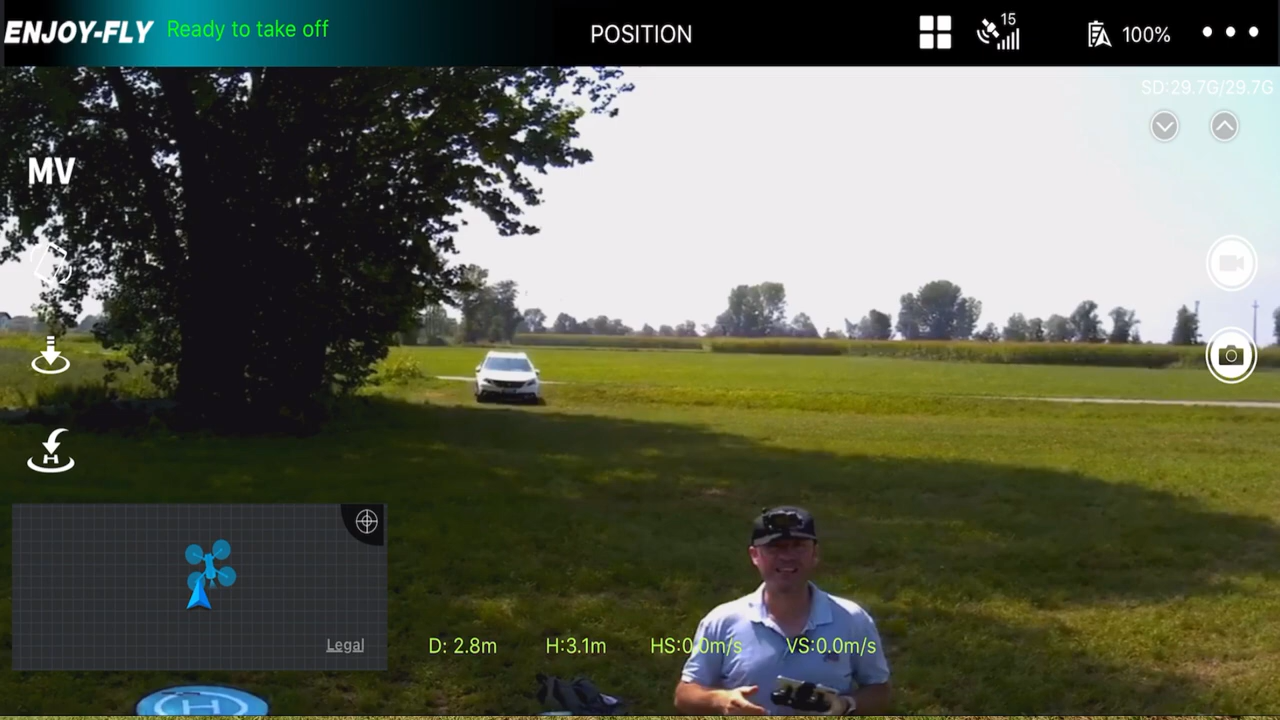 ENJOY-FLY
Ready to take off
POSITION
15
100%
SD:29.7G/29.7G
MV
H
Legal
D: 2.8m H:3.1m HS:0.0m/s VS:0.0m/s
H